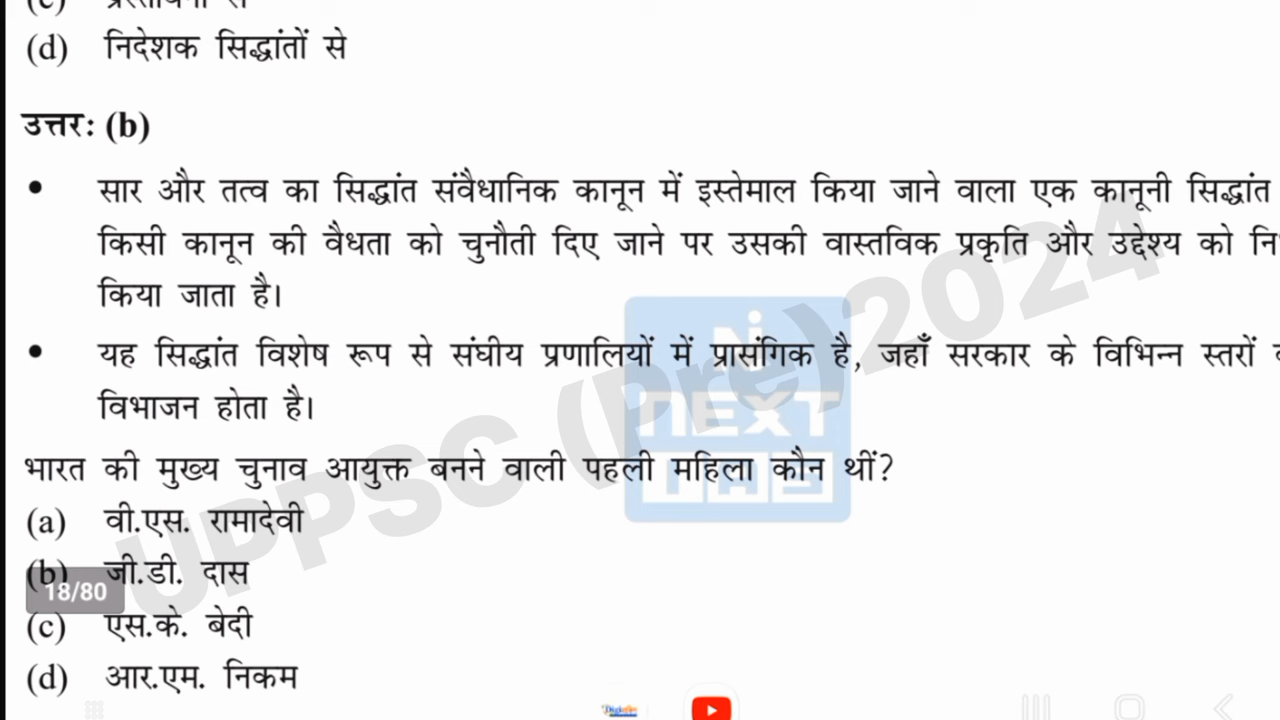 (d) निदेशक सिद्धांतों से
उत्तर: (b)
• सार और तत्व का सिद्धांत संवैधानिक कानून में इस्तेमाल किया जाने वाला एक कानूनी सिद्धांत
किसी कानून की वैधता को चुनौती दिए जाने पर उसकी वास्तविक प्रकृति और उद्देश्य को
किया जाता है।
• यह सिद्धांत विशेष रूप से संघीय प्रणालियों में प्रासंगिक है, जहाँ सरकार के विभिन्न स्तरों
विभाजन होता है।
भारत की मुख्य चुनाव आयुक्त बनने वाली पहली महिला कौन थीं?
(a) वी.एस. रामादेवी
(b) जी.डी. दास
18/80
(c) एस.के. बेदी
(d) आर.एम. निकम
UPPSC (Pre) 2024
NEXT
IAS